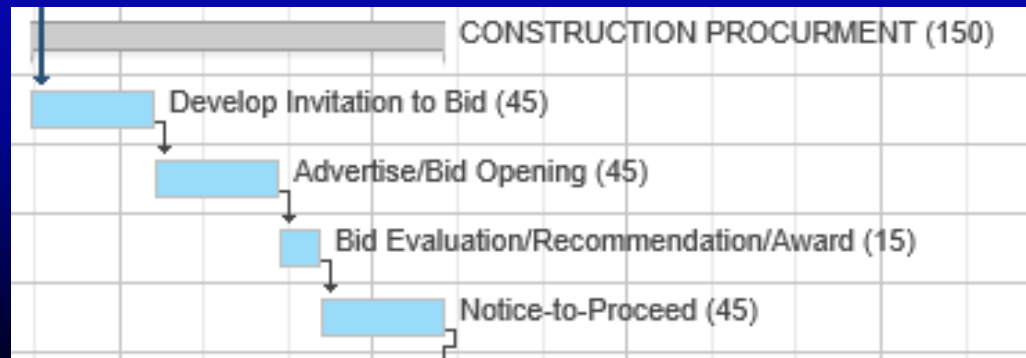 CONSTRUCTION PROCURMENT (150)
Develop Invitation to Bid (45)
Advertise/Bid Opening (45)
Bid Evaluation/Recommendation/Award (15)
Notice-to-Proceed (45)